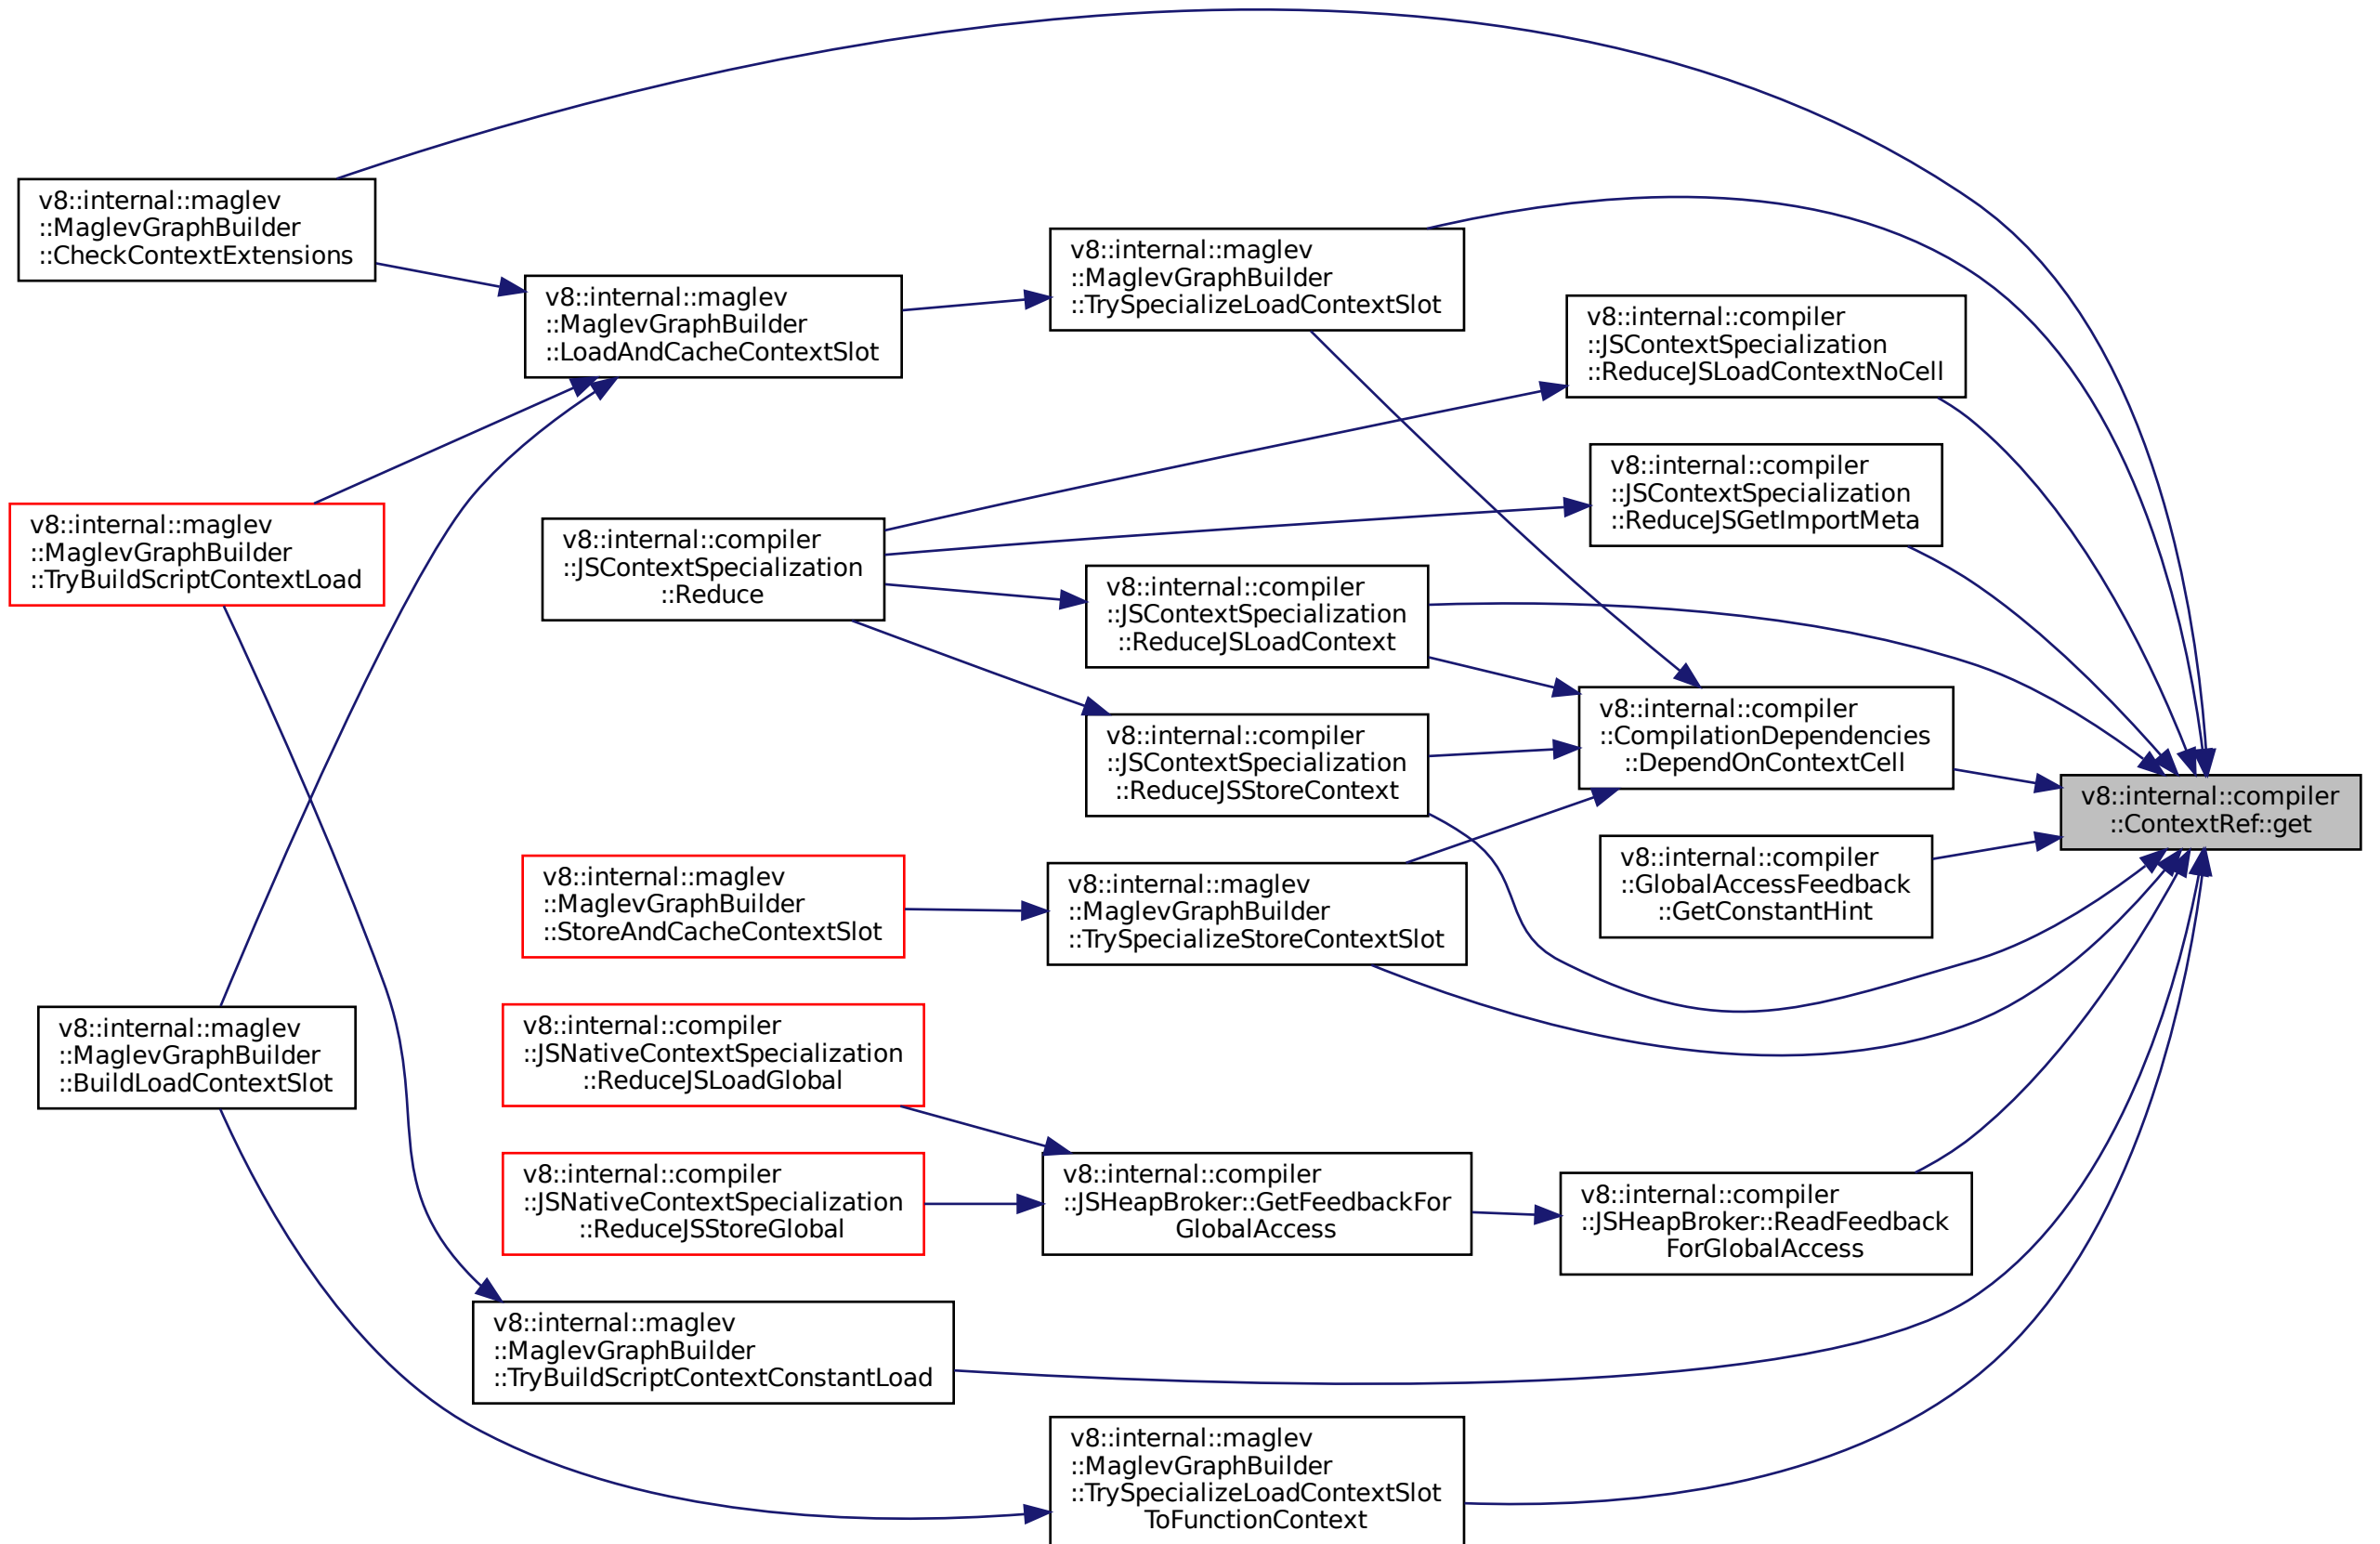 v8::internal::maglev
::MaglevGraphBuilder
::CheckContextExtensions
v8::internal::maglev
::MaglevGraphBuilder
::TrySpecializeLoadContextSlot
v8::internal::maglev
::MaglevGraphBuilder
::LoadAndCacheContextSlot
v8::internal::compiler
::JSContextSpecialization
::ReduceJSLoadContextNoCell
v8::internal::compiler
::JSContextSpecialization
::ReduceJSGetImportMeta
v8::internal::maglev
::MaglevGraphBuilder
::TryBuildScriptContextLoad
v8::internal::compiler
::JSContextSpecialization
::Reduce
v8::internal::compiler
::JSContextSpecialization
::ReduceJSLoadContext
v8::internal::compiler
::CompilationDependencies
::DependOnContextCell
v8::internal::compiler
::JSContextSpecialization
::ReduceJSStoreContext
v8::internal::compiler
::ContextRef::get
v8::internal::compiler
::GlobalAccessFeedback
::GetConstantHint
v8::internal::maglev
::MaglevGraphBuilder
::StoreAndCacheContextSlot
v8::internal::maglev
::MaglevGraphBuilder
::TrySpecializeStoreContextSlot
v8::internal::maglev
::MaglevGraphBuilder
::BuildLoadContextSlot
v8::internal::compiler
::JSNativeContextSpecialization
::ReduceJSLoadGlobal
v8::internal::compiler
::JSNativeContextSpecialization
::ReduceJSStoreGlobal
v8::internal::compiler
::JSHeapBroker::GetFeedbackFor
GlobalAccess
v8::internal::compiler
::JSHeapBroker::ReadFeedback
ForGlobalAccess
v8::internal::maglev
::MaglevGraphBuilder
::TryBuildScriptContextConstantLoad
v8::internal::maglev
::MaglevGraphBuilder
::TrySpecializeLoadContextSlot
ToFunctionContext